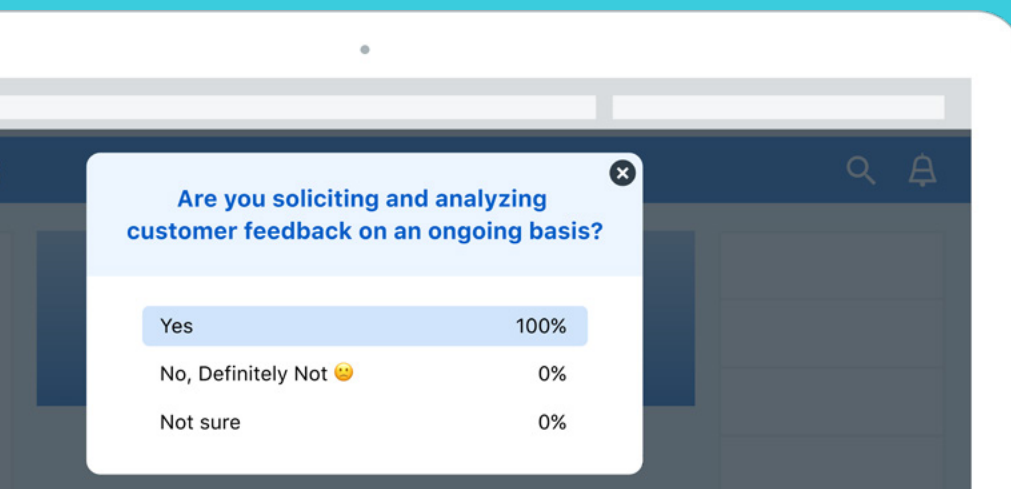 Are you soliciting and analyzing
customer feedback on an ongoing basis?
Yes 100%
No, Definitely Not 🙁 0%
Not sure 0%